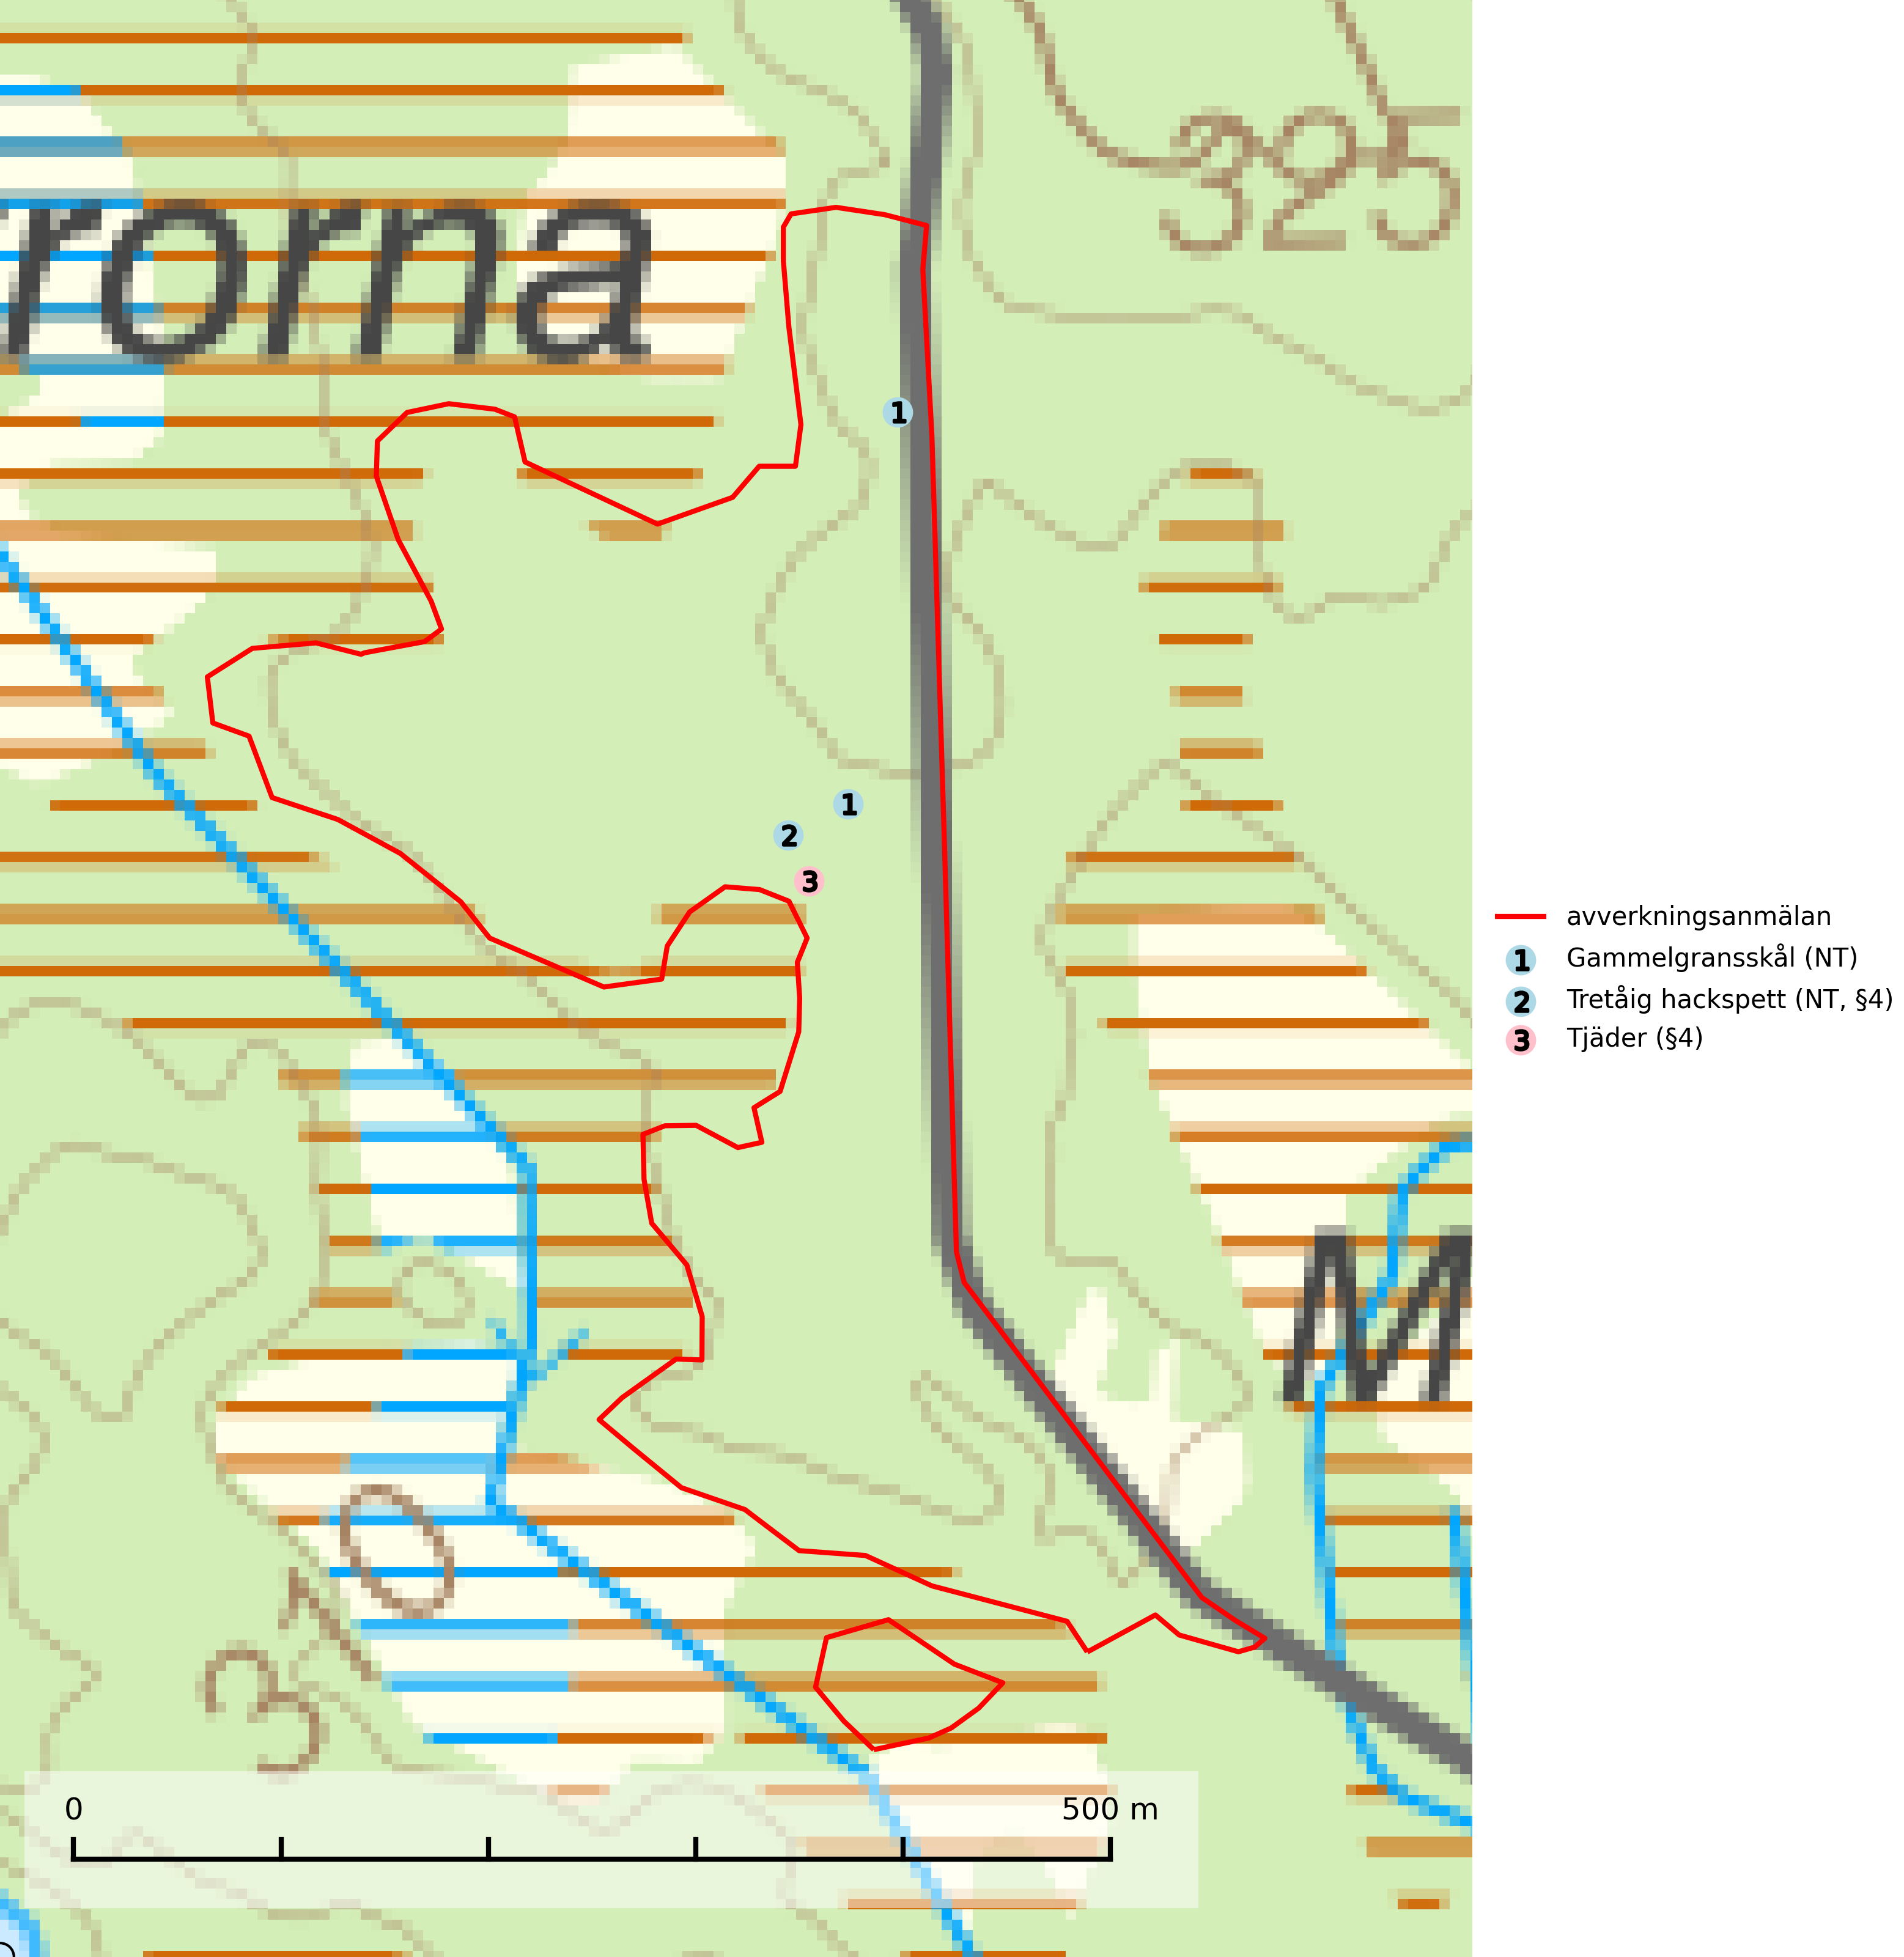 325
rorna
1
1
2
3
M
310
0 500 m
avverkningsanmälan
1 Gammelgransskål (NT)
2 Tretåig hackspett (NT, §4)
3 Tjäder (§4)